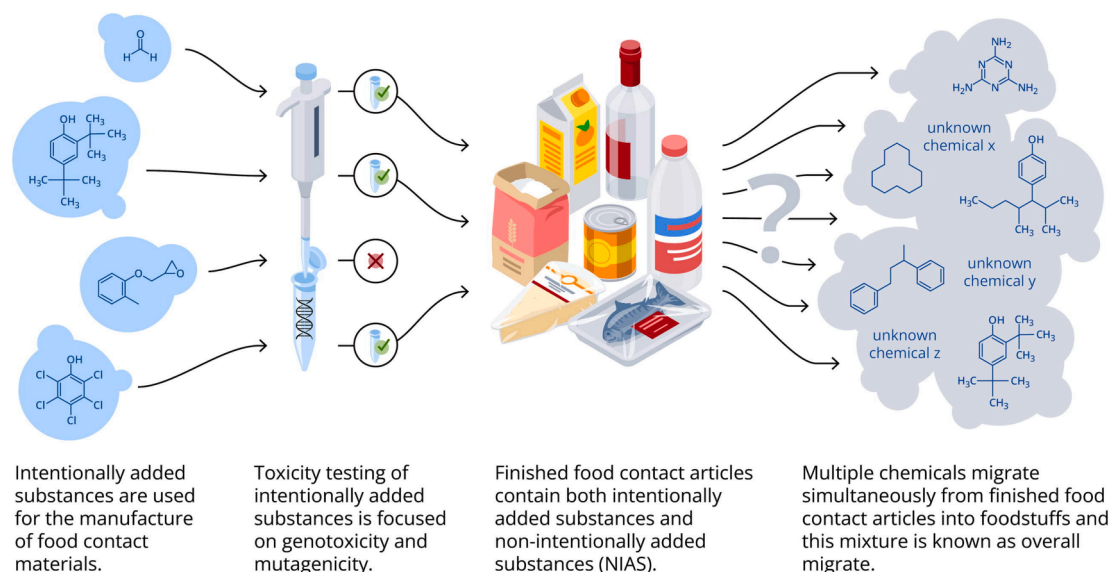 O
H H
OH
CH₃
CH₃
CH₃
H₃C
CH₃
H₃C
O
O
CH₃
OH
Cl Cl
Cl Cl
Cl
NH₂
N N
H₂N N NH₂
unknown
chemical x
OH
H₃C
CH₃
CH₃ CH₃
CH₃
unknown
chemical y
unknown
chemical z
OH
CH₃
CH₃
CH₃
H₃C
CH₃
CH₃
?
Intentionally added
substances are used
for the manufacture
of food contact
materials.
Toxicity testing of
intentionally added
substances is focused
on genotoxicity and
mutagenicity.
Finished food contact articles
contain both intentionally
added substances and
non-intentionally added
substances (NIAS).
Multiple chemicals migrate
simultaneously from finished food
contact articles into foodstuffs and
this mixture is known as overall
migrate.